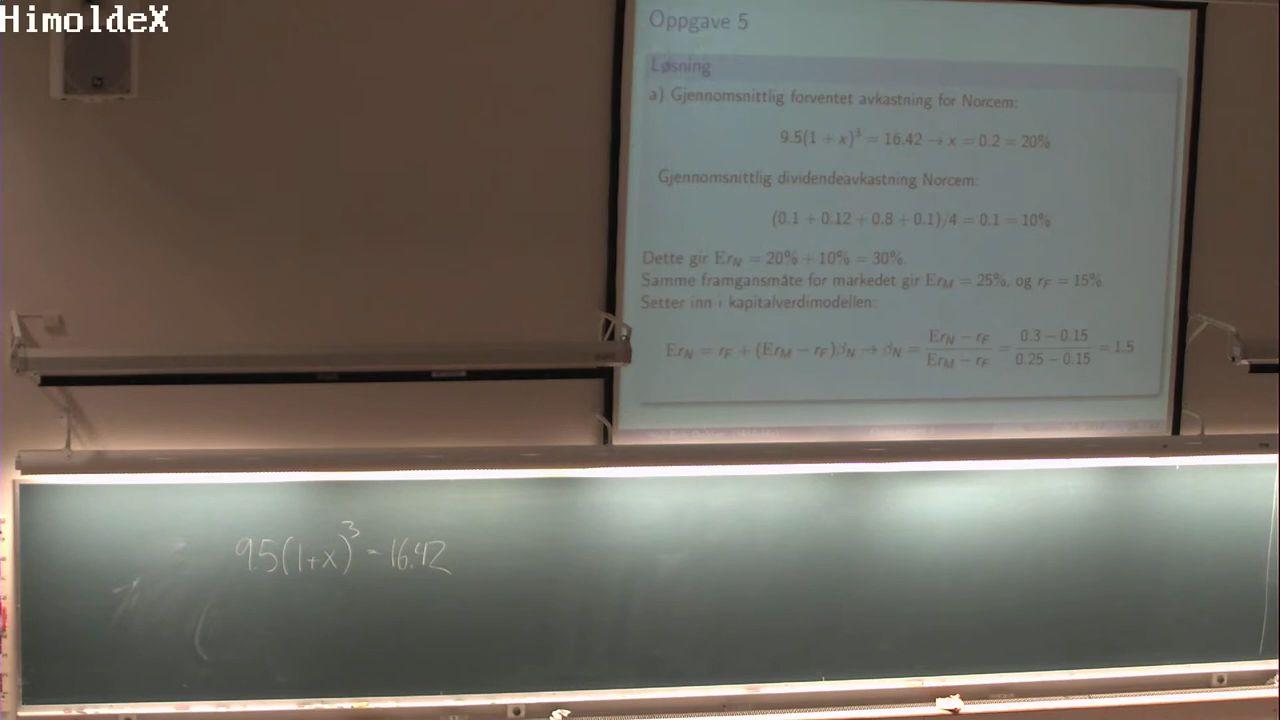 HimoldeX
Oppgave 5
Løsning
a) Gjennomsnittlig forventet avkastning for Norcem:
9.5(1 + x)³ = 16.42 → x = 0.2 = 20%
Gjennomsnittlig dividendeavkastning Norcem:
(0.1 + 0.12 + 0.8 + 0.1)/4 = 0.1 = 10%
Dette gir Er_N = 20% + 10% = 30%.
Samme framgansmåte for markedet gir Er_M = 25%, og r_F = 15%.
Setter inn i kapitalverdimodellen:
Er_N = r_F + (Er_M − r_F)β_N → β_N = (Er_N − r_F)/(Er_M − r_F) = (0.3 − 0.15)/(0.25 − 0.15) = 1.5
9.5(1+x)³ = 16.42